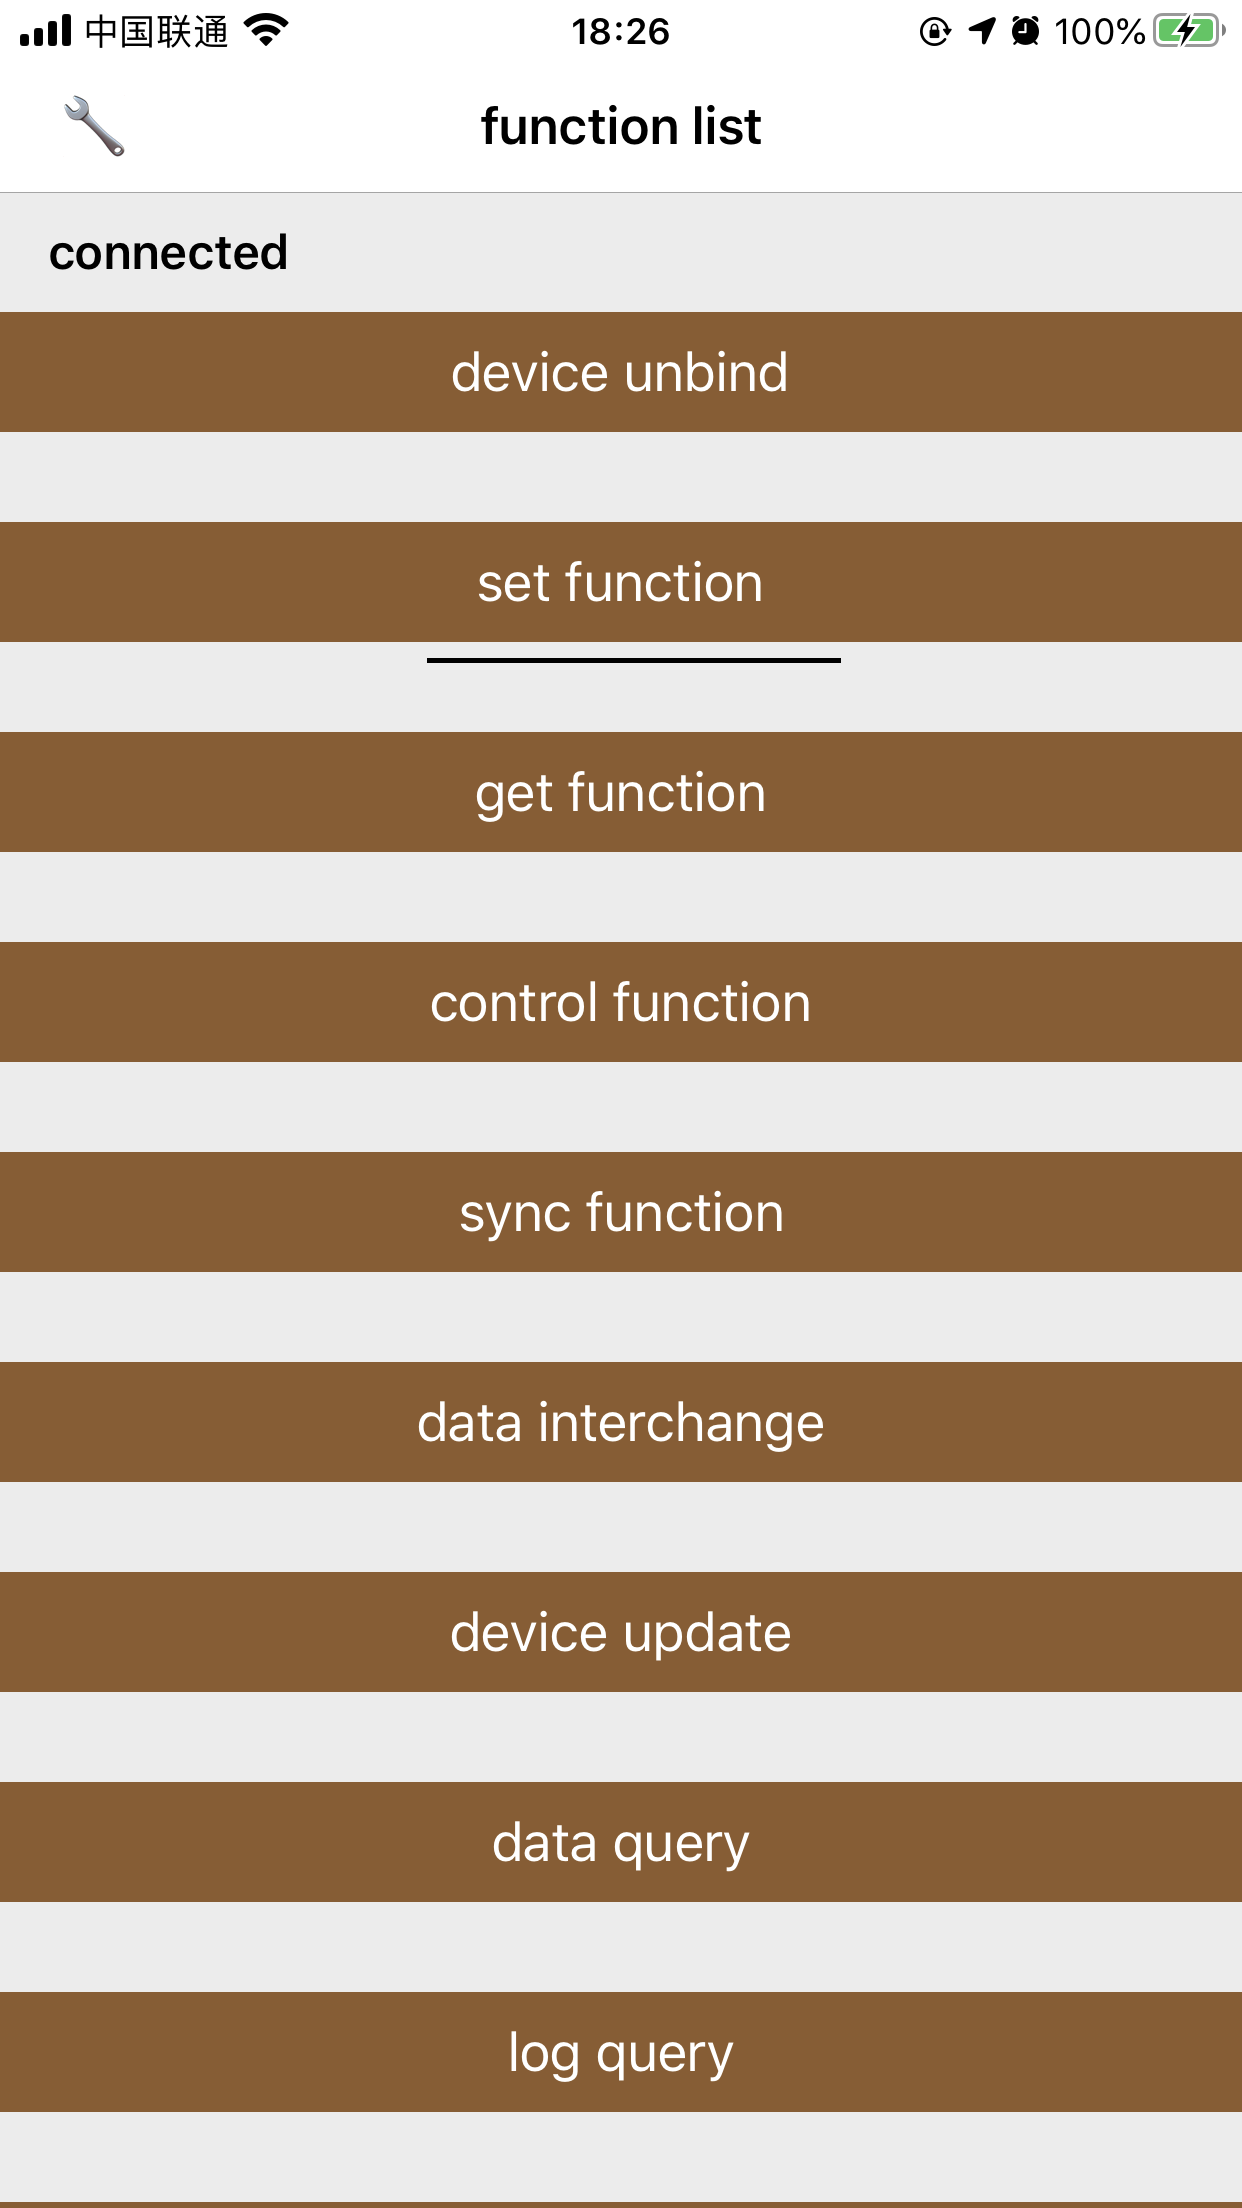 中国联通 18:26 100%
function list
connected
device unbind
set function
get function
control function
sync function
data interchange
device update
data query
log query